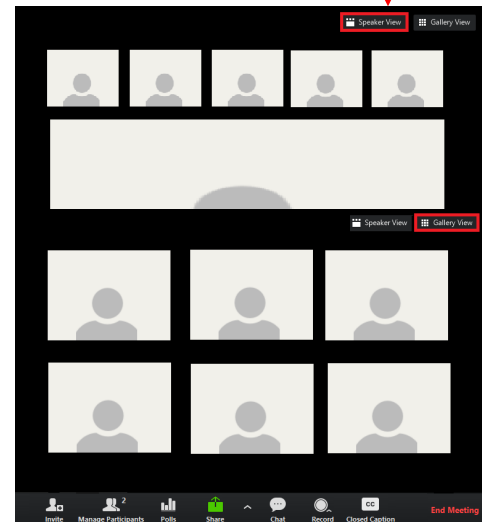 Speaker View Gallery View
Speaker View Gallery View
2
CC
Invite Manage Participants Polls Share Chat Record Closed Caption End Meeting